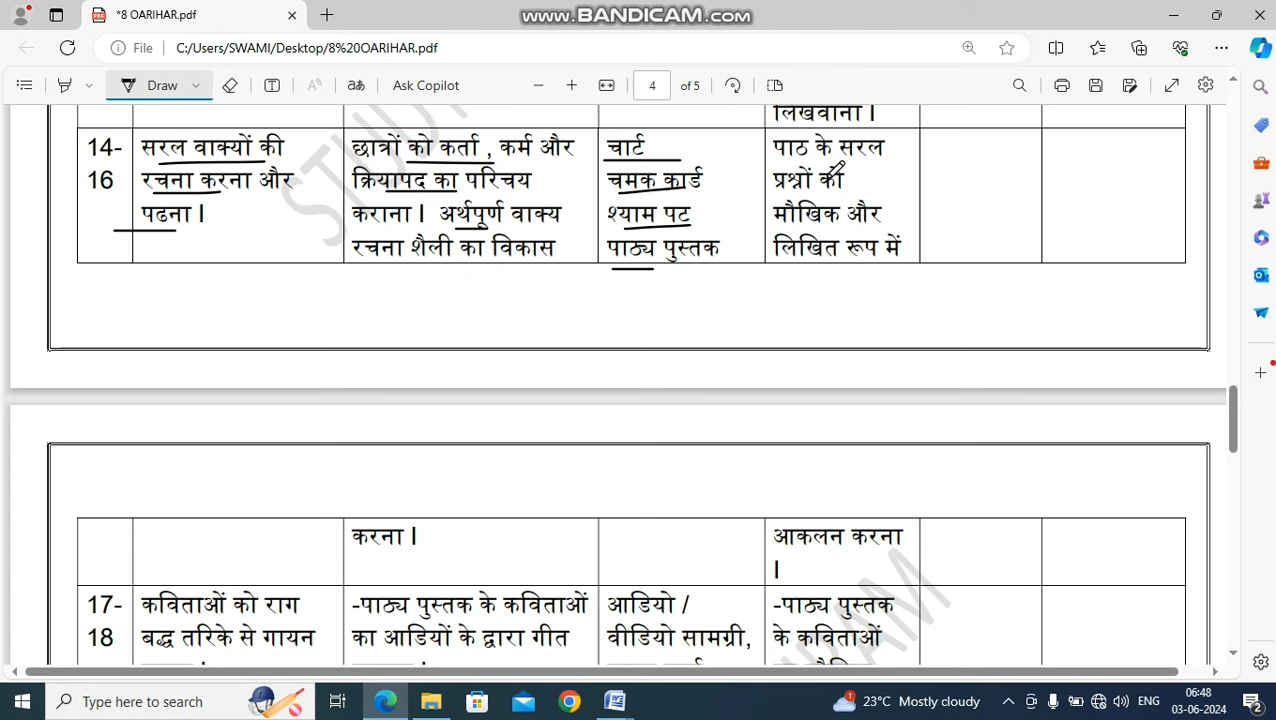 www.BANDICAM.com
*8 OARIHAR.pdf
File
C:/Users/SWAMI/Desktop/8%20OARIHAR.pdf
Draw
Ask Copilot
4 of 5
लिखवाना I
14-
16
सरल वाक्यों की
रचना करना और
पढना I
छात्रों को कर्ता , कर्म और
क्रियापद का परिचय
कराना I अर्थपूर्ण वाक्य
रचना शैली का विकास
चार्ट
चमक कार्ड
श्याम पट
पाठ्य पुस्तक
पाठ के सरल
प्रश्नों की
मौखिक और
लिखित रूप में
STUD
करना I
आकलन करना
I
17-
18
कविताओं को राग
बद्ध तरिके से गायन
-पाठ्य पुस्तक के कविताओं
का आडियों के द्वारा गीत
आडियो /
वीडियो सामग्री,
-पाठ्य पुस्तक
के कविताओं
Type here to search
23°C Mostly cloudy
ENG
06:48
03-06-2024
2